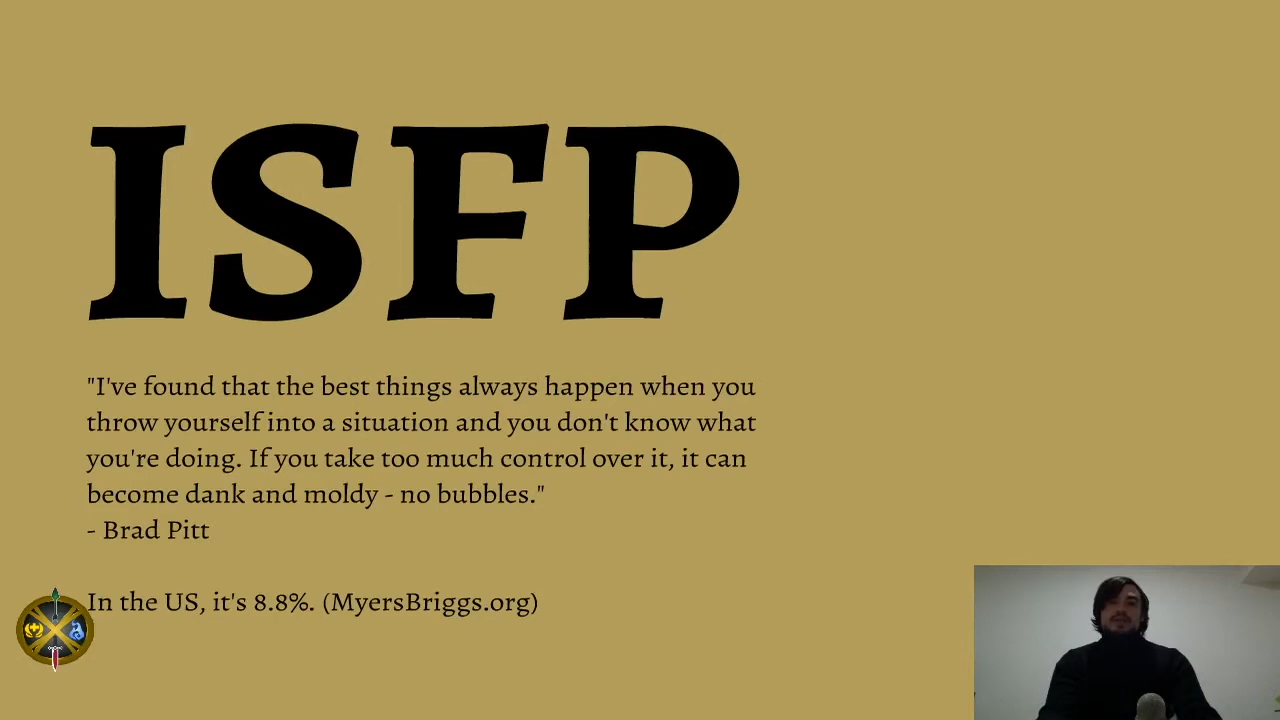 ISFP
"I've found that the best things always happen when you
throw yourself into a situation and you don't know what
you're doing. If you take too much control over it, it can
become dank and moldy - no bubbles."
- Brad Pitt
In the US, it's 8.8%. (MyersBriggs.org)